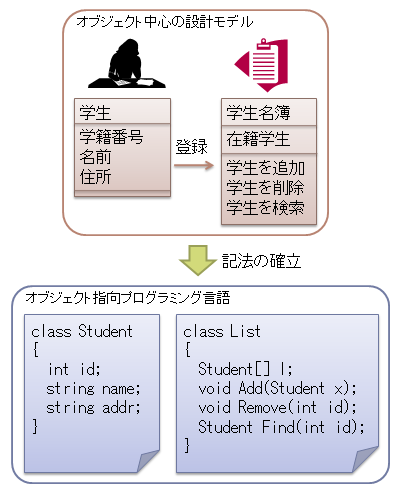 オブジェクト中心の設計モデル
学生
学籍番号
名前
住所
登録
学生名簿
在籍学生
学生を追加
学生を削除
学生を検索
記法の確立
オブジェクト指向プログラミング言語
class Student
{
int id;
string name;
string addr;
}
class List
{
Student[] l;
void Add(Student x);
void Remove(int id);
Student Find(int id);
}